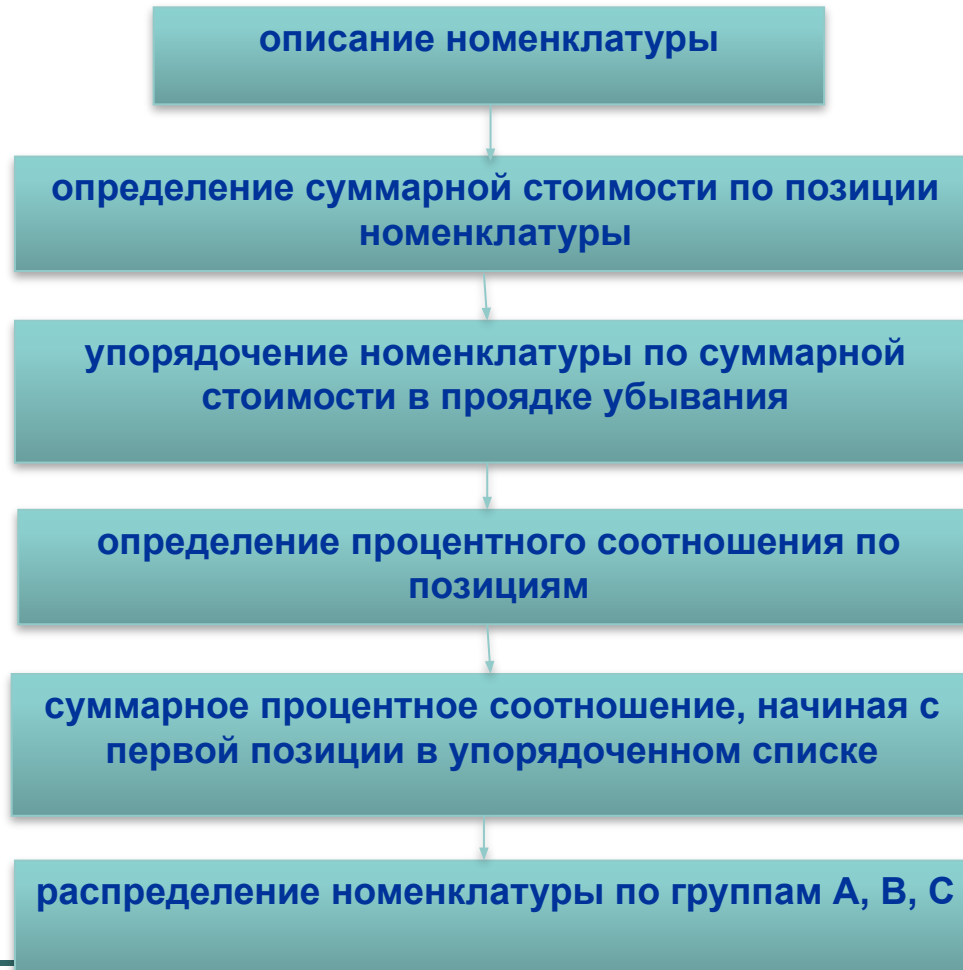 описание номенклатуры
определение суммарной стоимости по позиции
номенклатуры
упорядочение номенклатуры по суммарной
стоимости в проядке убывания
определение процентного соотношения по
позициям
суммарное процентное соотношение, начиная с
первой позиции в упорядоченном списке
распределение номенклатуры по группам А, В, С